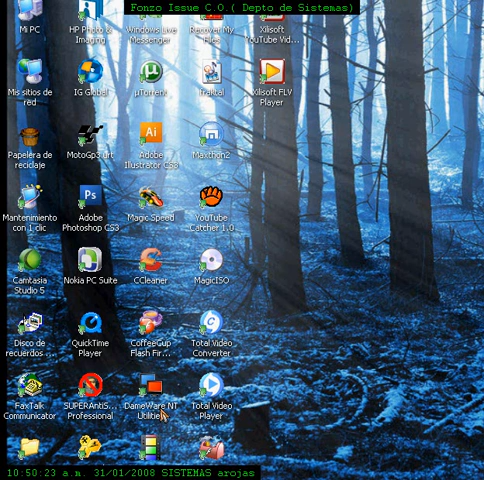 Fonzo Issue C.O.( Depto de Sistemas)
Mi PC
HP Photo &
Imaging
Windows Live
Messenger
Recover My
Files
Xilisoft
YouTube Vid...
Mis sitios de
red
IG Global
µTorrent
fraktal
Xilisoft FLV
Player
Papelera de
reciclaje
MotoGp3 urt
Adobe
Illustrator CS3
Maxthon2
Mantenimiento
con 1 clic
Adobe
Photoshop CS3
Magic Speed
YouTube
Catcher 1.0
Camtasia
Studio 5
Nokia PC Suite
CCleaner
MagicISO
Disco de
recuerdos ...
QuickTime
Player
CoffeeCup
Flash Fir...
Total Video
Converter
FaxTalk
Communicator
SUPERAntiS...
Professional
DameWare NT
Utilities
Total Video
Player
10:50:23 a.m. 31/01/2008 SISTEMAS arojas